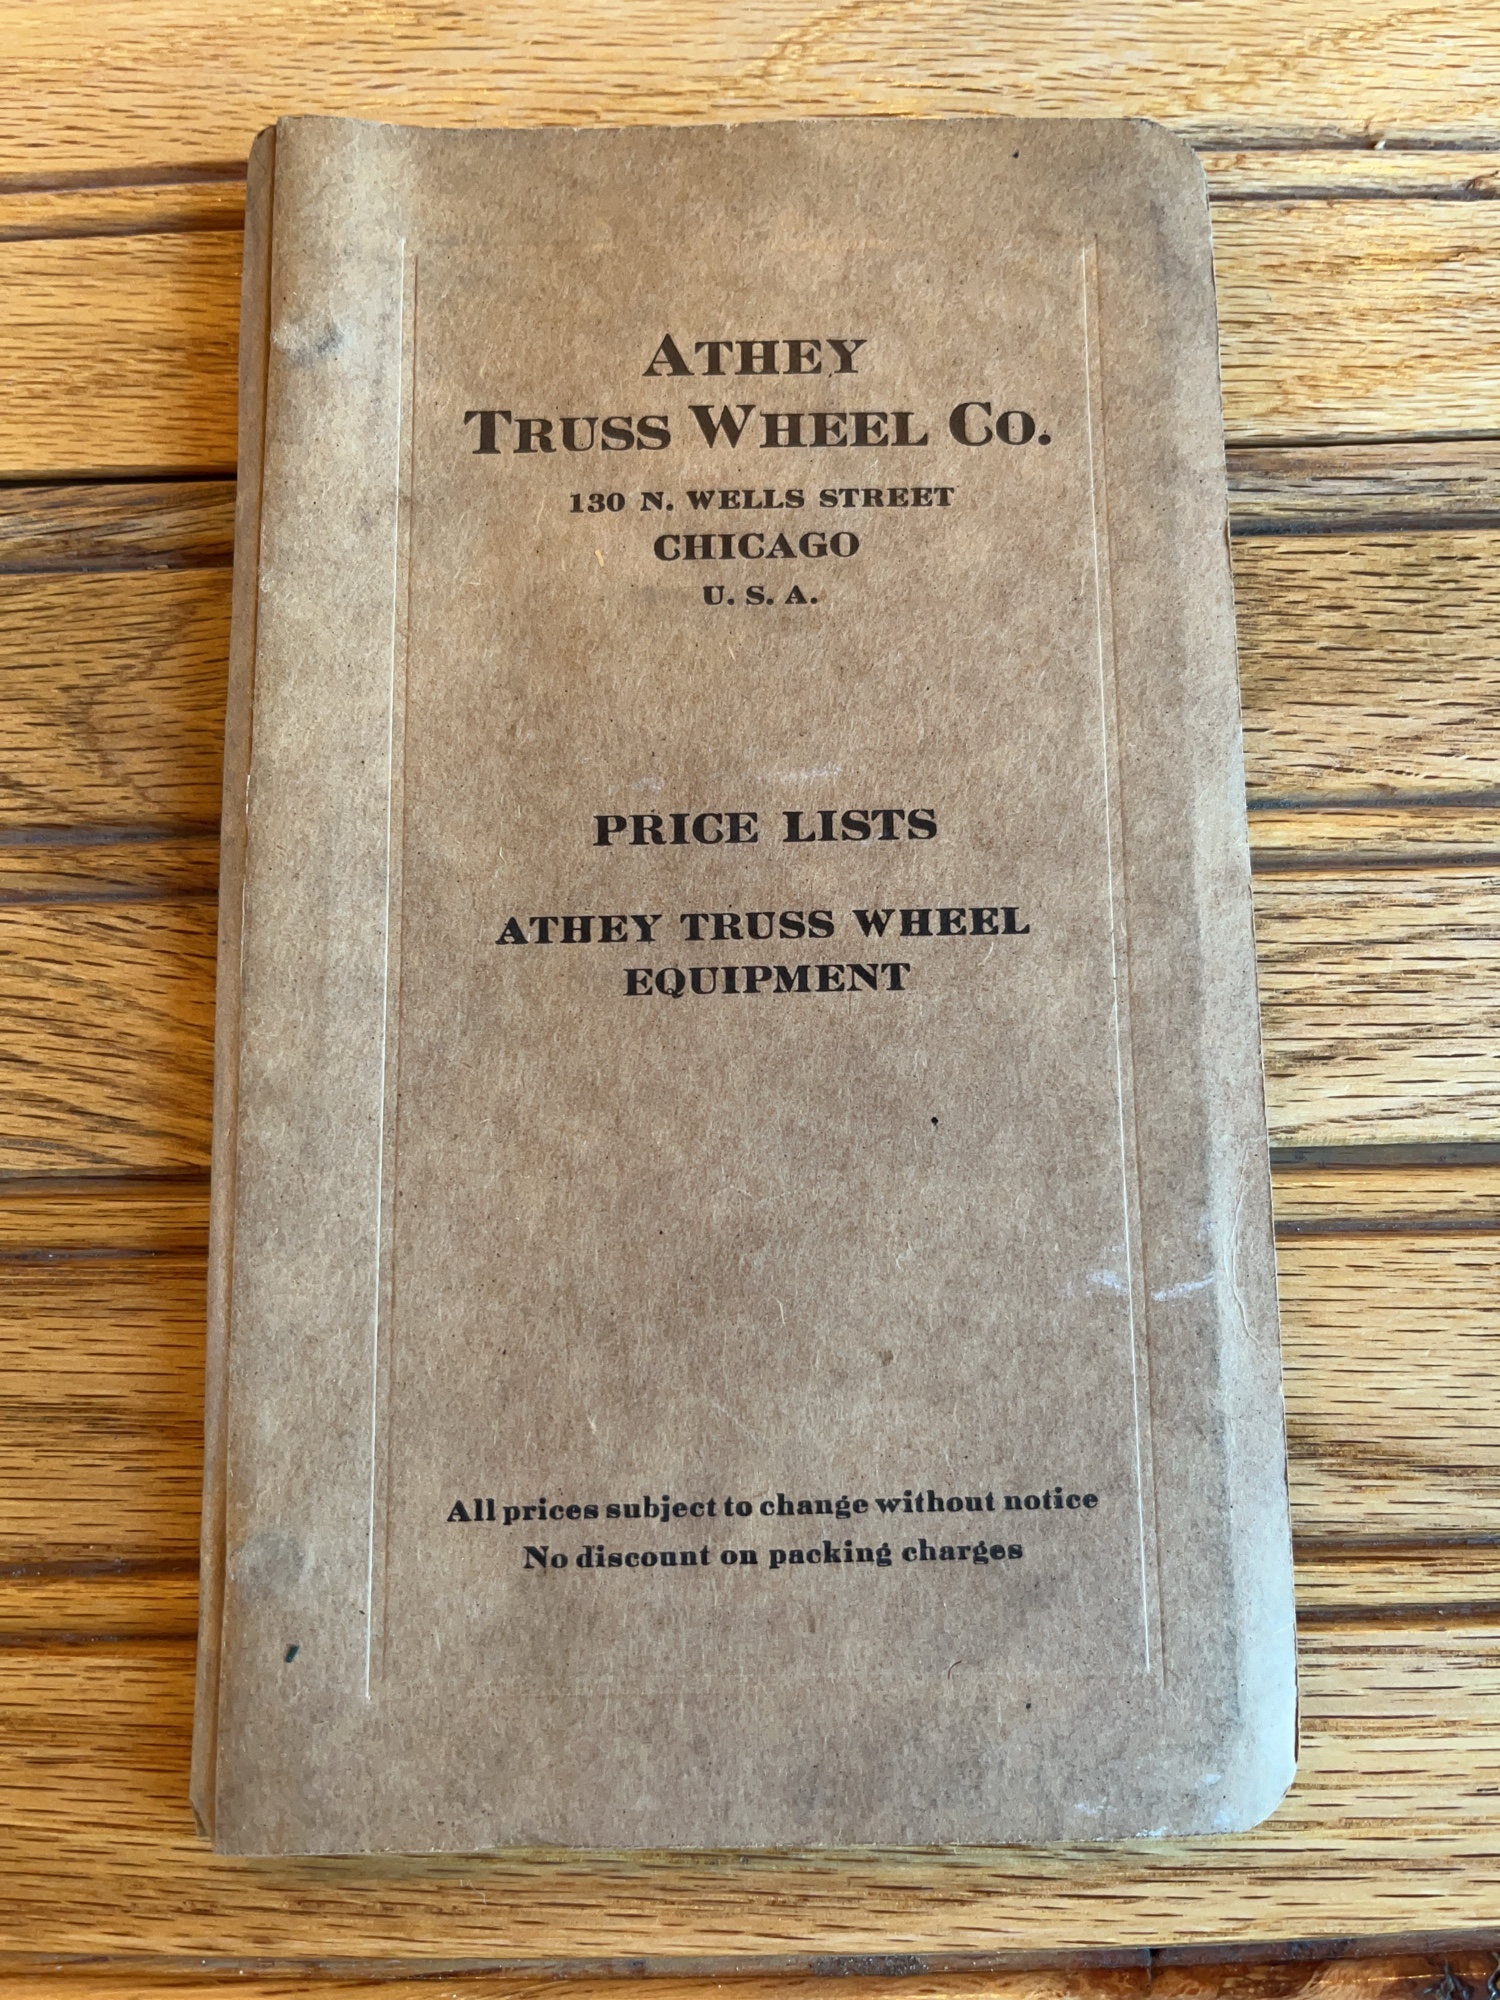 ATHEY
TRUSS WHEEL CO.
130 N. WELLS STREET
CHICAGO
U. S. A.
PRICE LISTS
ATHEY TRUSS WHEEL
EQUIPMENT
All prices subject to change without notice
No discount on packing charges